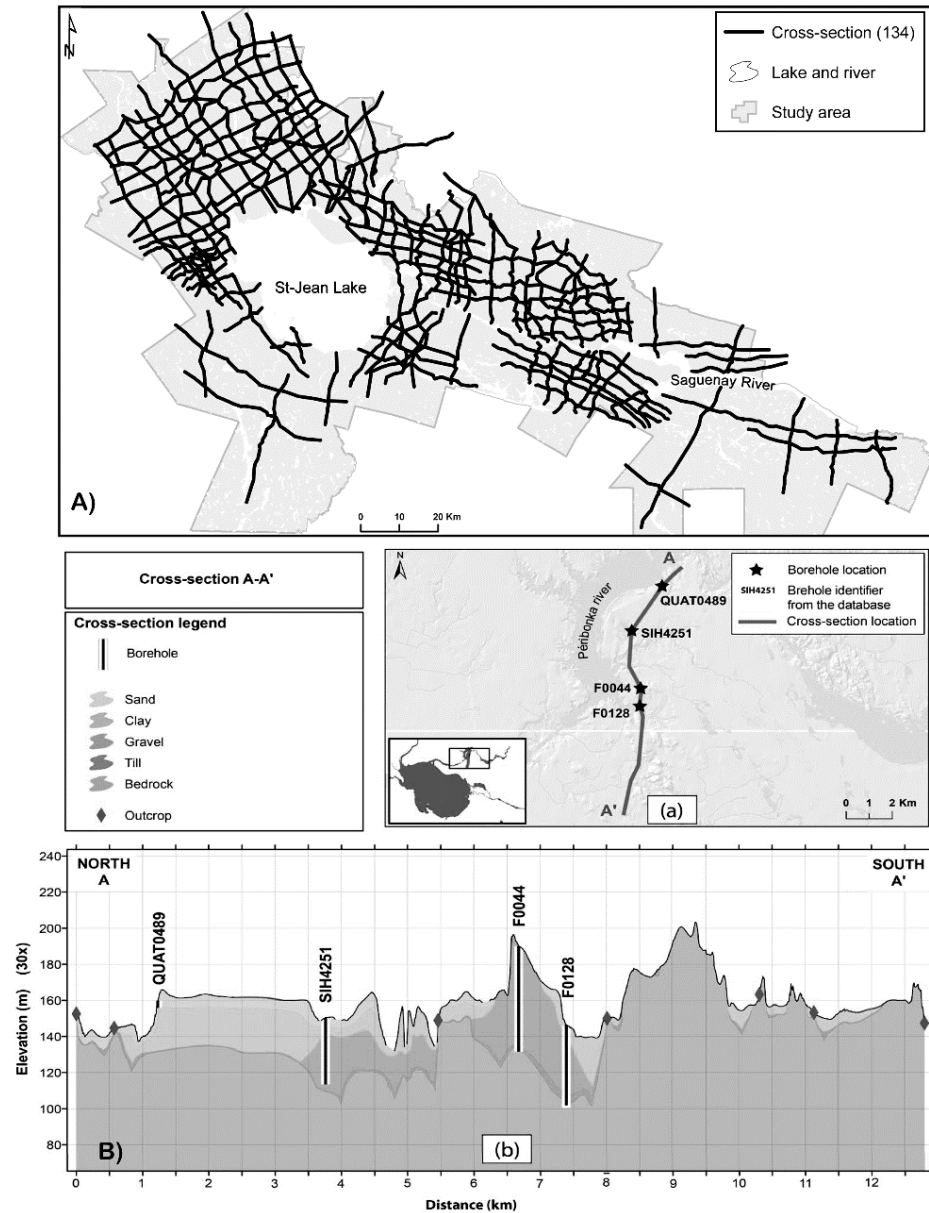 N
Cross-section (134)
Lake and river
Study area
St-Jean Lake
Saguenay River
A)
0 10 20 Km
Cross-section A-A'
Cross-section legend
Borehole
Sand
Clay
Gravel
Till
Bedrock
Outcrop
N
A
Borehole location
SIH4251 Brehole identifier
from the database
Cross-section location
QUAT0489
Péribonka river
SIH4251
F0044
F0128
A'
(a)
0 1 2 Km
NORTH
A
SOUTH
A'
QUAT0489
SIH4251
F0044
F0128
Elevation (m) (30x)
240
220
200
180
160
140
120
100
80
B)
(b)
0 1 2 3 4 5 6 7 8 9 10 11 12
Distance (km)